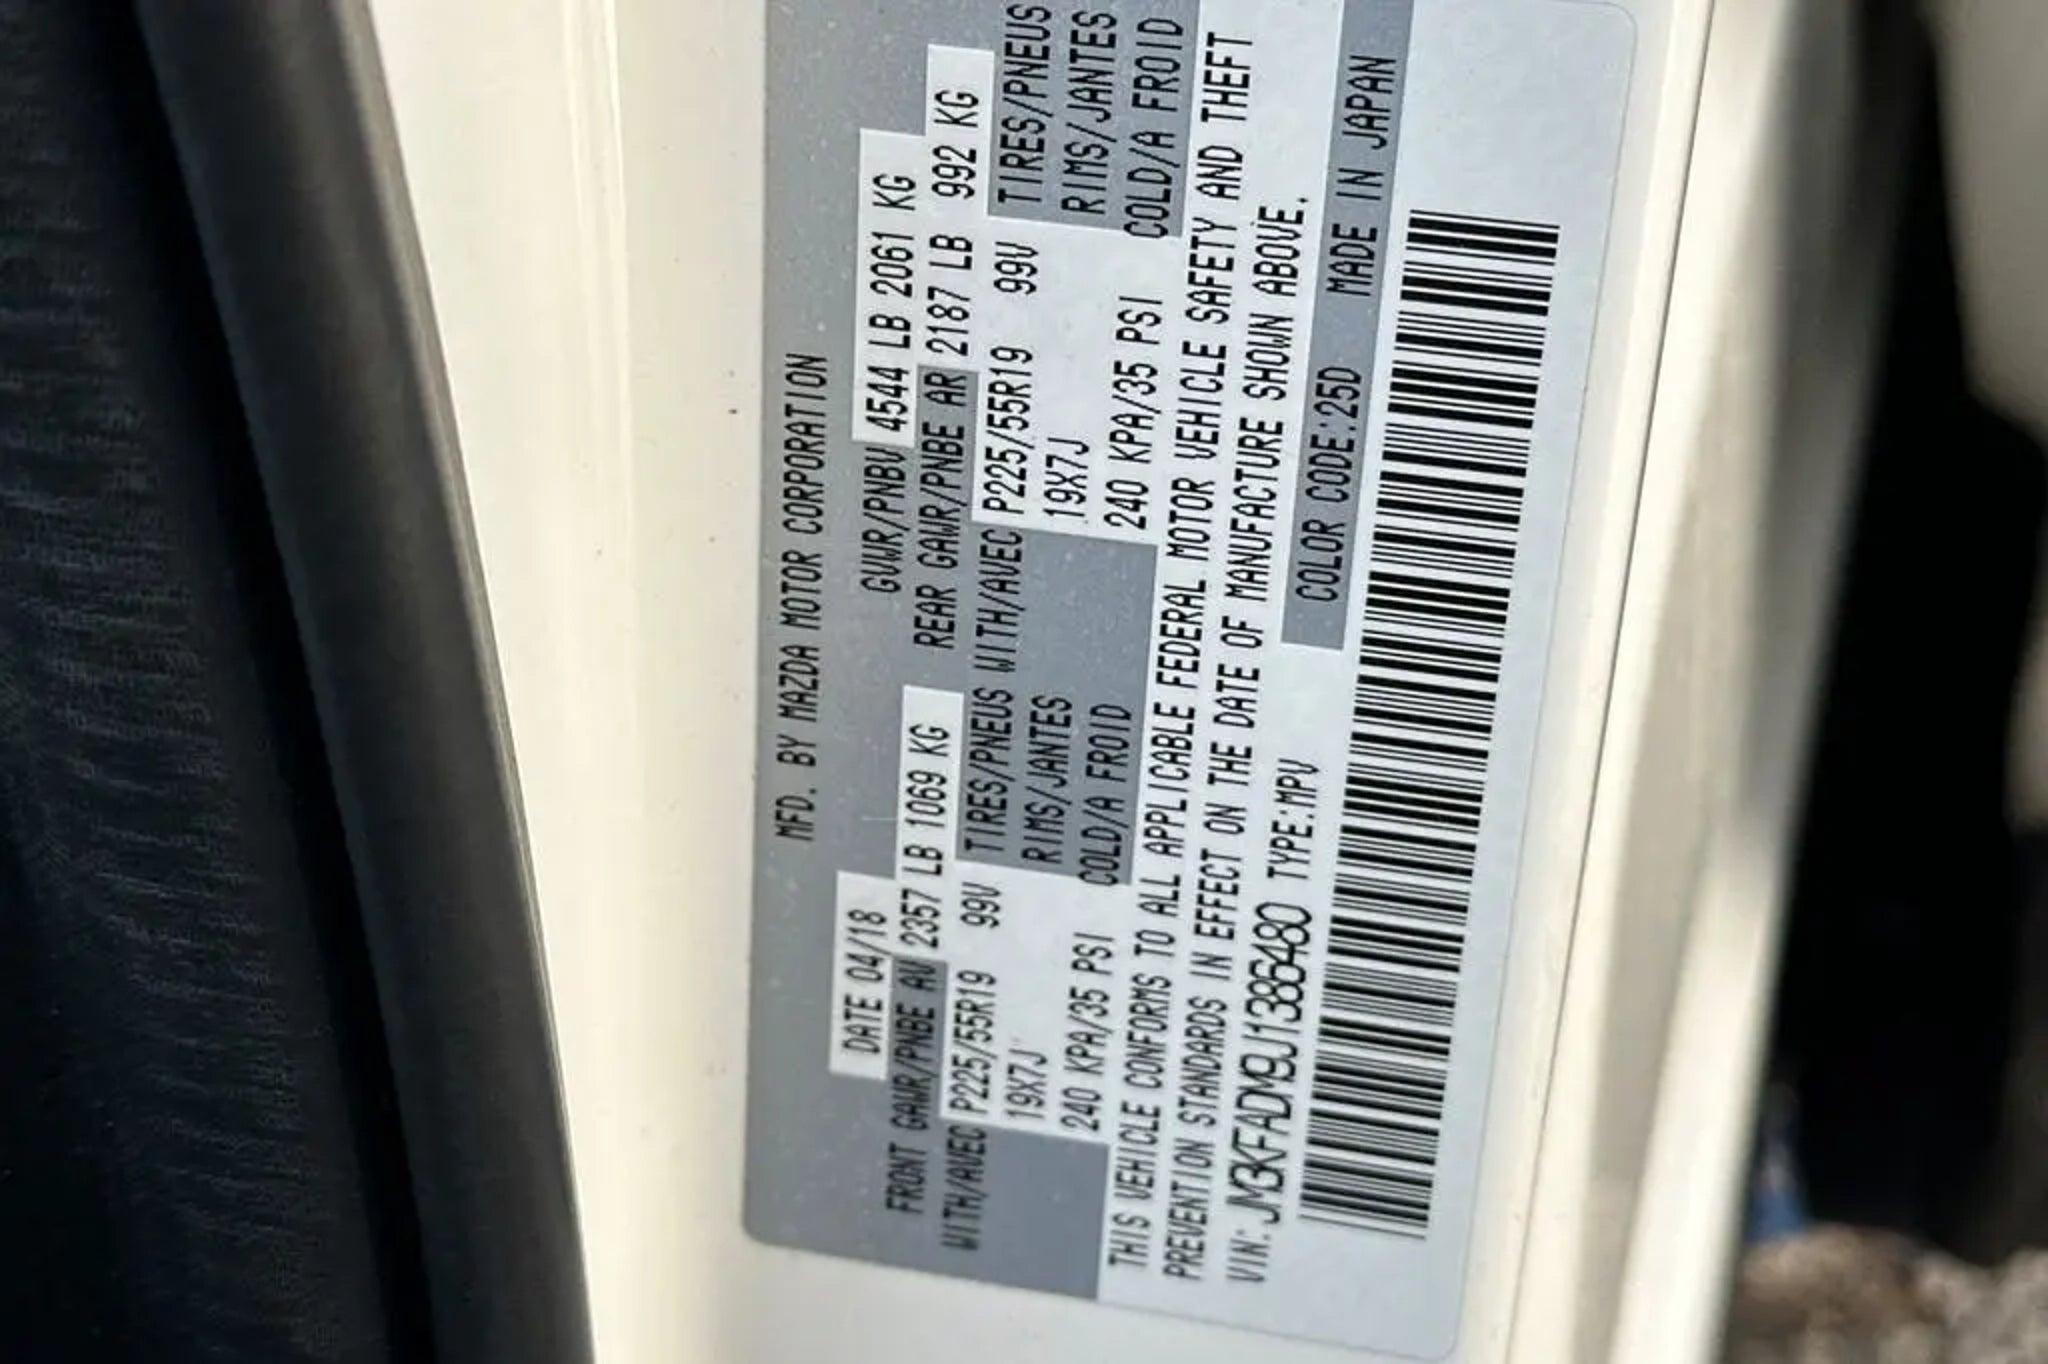 MFD. BY MAZDA MOTOR CORPORATION
DATE 04/18 GVWR/PNBV 4544 LB 2061 KG
FRONT GAWR/PNBE AV 2357 LB 1069 KG REAR GAWR/PNBE AR 2187 LB 992 KG
WITH/AVEC P225/55R19 99V TIRES/PNEUS WITH/AVEC P225/55R19 99V TIRES/PNEUS
19X7J RIMS/JANTES 19X7J RIMS/JANTES
240 KPA/35 PSI COLD/A FROID 240 KPA/35 PSI COLD/A FROID
THIS VEHICLE CONFORMS TO ALL APPLICABLE FEDERAL MOTOR VEHICLE SAFETY AND THEFT
PREVENTION STANDARDS IN EFFECT ON THE DATE OF MANUFACTURE SHOWN ABOVE.
VIN: JM3KFADM9J1386480 TYPE:MPV COLOR CODE:25D MADE IN JAPAN